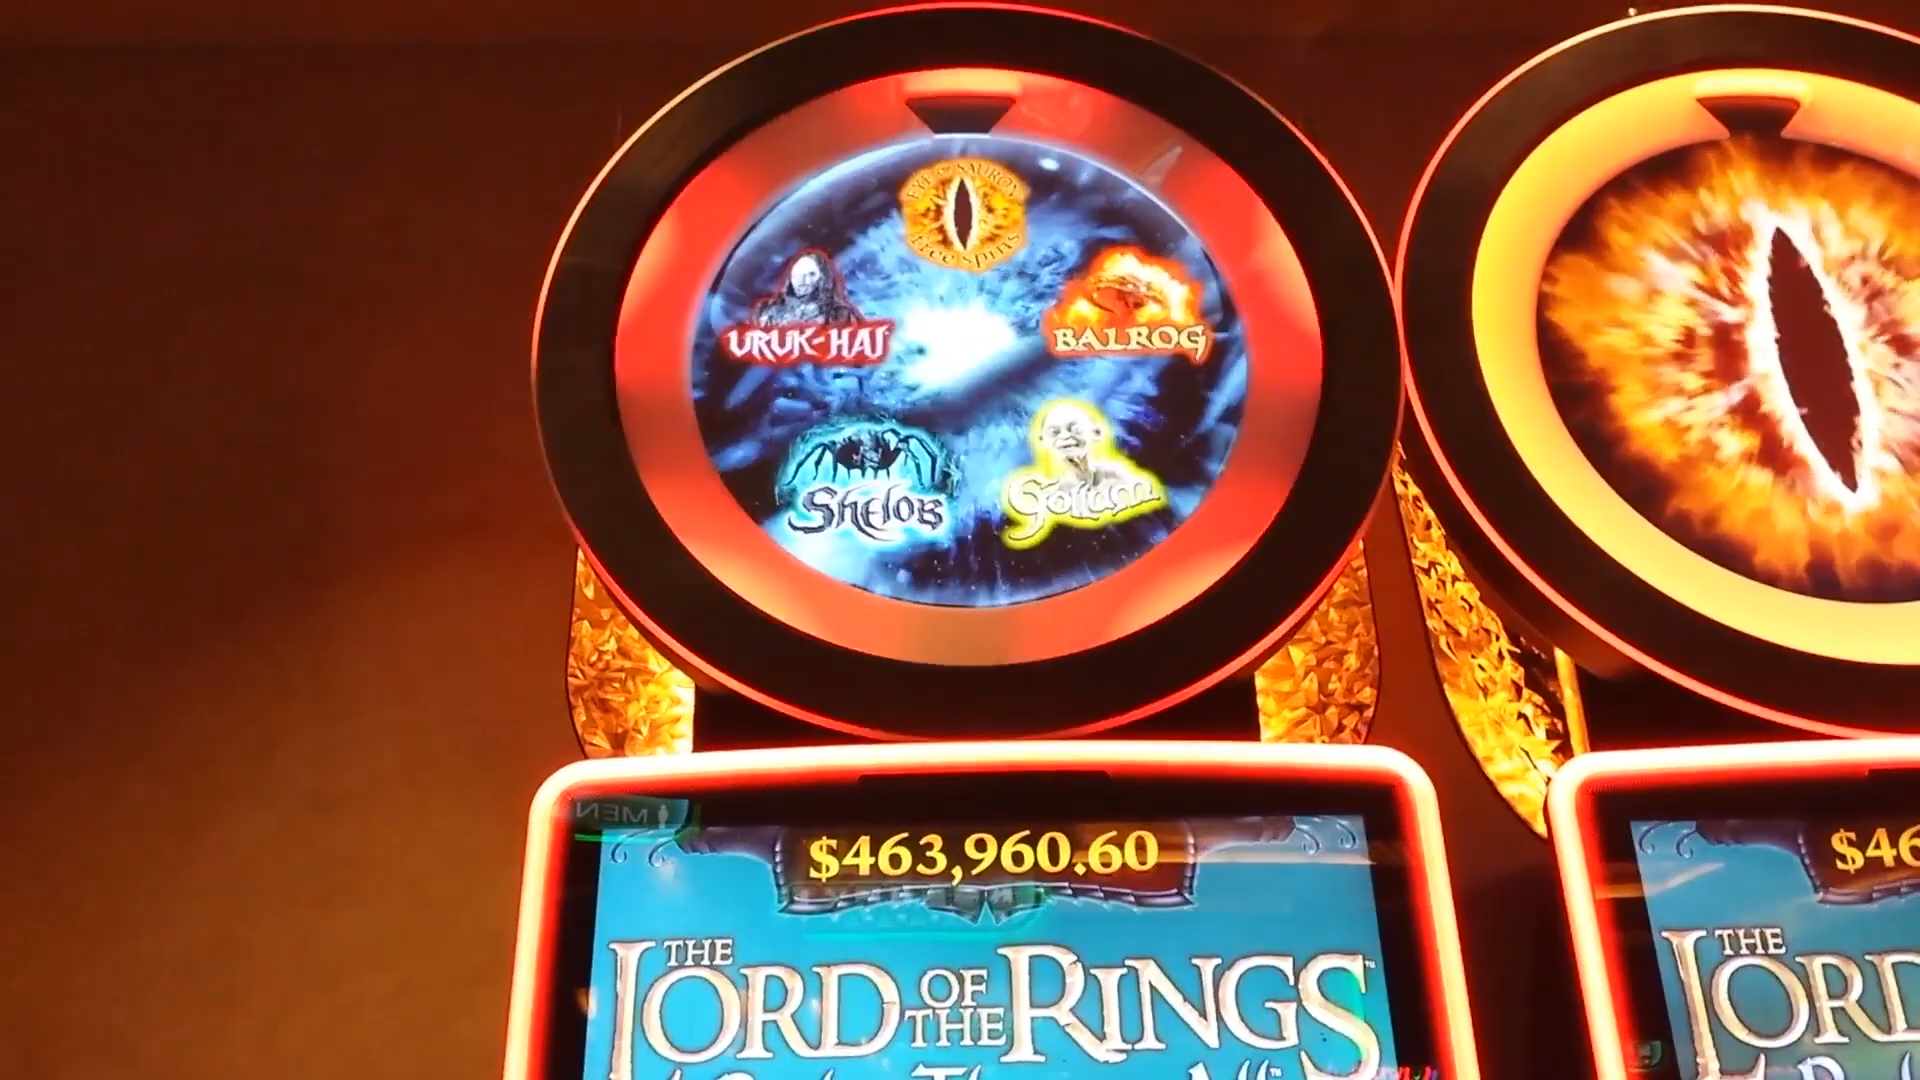 EYE OF SAURON
free spins
URUK-HAI
BALROG
Shelob
Gollum
MEN
$463,960.60
THE
LORD OF THE RINGS™
$46
THE
LORD